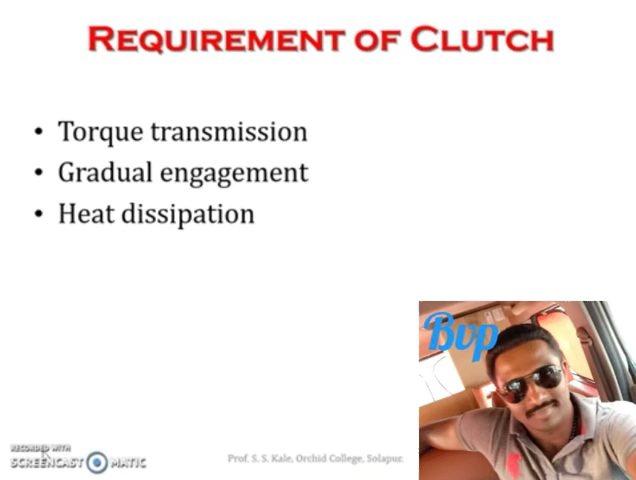 REQUIREMENT OF CLUTCH
• Torque transmission
• Gradual engagement
• Heat dissipation
Bvp
RECORDED WITH
SCREENCAST MATIC
Prof. S. S. Kale, Orchid College, Solapur.